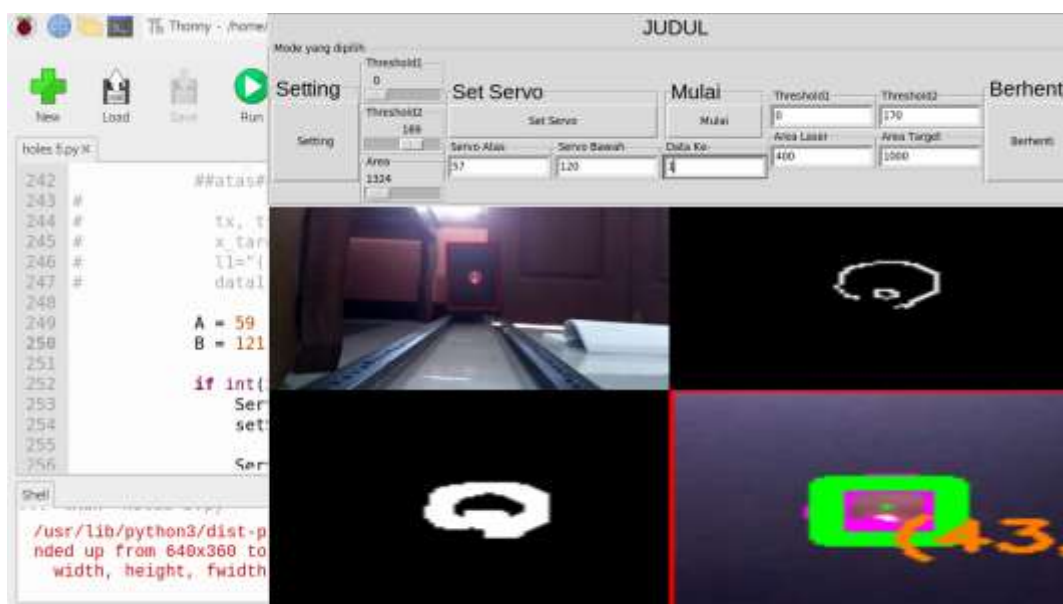 Thonny - /home/
New
Load
Save
Run
holes 5.py ×
242 ##atas#
243 #
244 # tx, t
245 # x_tar
246 # l1="(
247 # data1
248
249 A = 59
250 B = 121
251
252 if int(
253 Ser
254 set
255
256 Ser
Shell
/usr/lib/python3/dist-p
nded up from 640x360 to
width, height, fwidth
JUDUL
Mode yang dipilih
Setting
Setting
Threshold1
0
Threshold2
Area
1324
Set Servo
Set Servo
Servo Atas
Servo Bawah
57
120
Mulai
Mulai
Data Ke
1
Threshold1
Threshold2
0
170
Area Laser
Area Target
400
1000
Berhenti
Berhenti
(43,